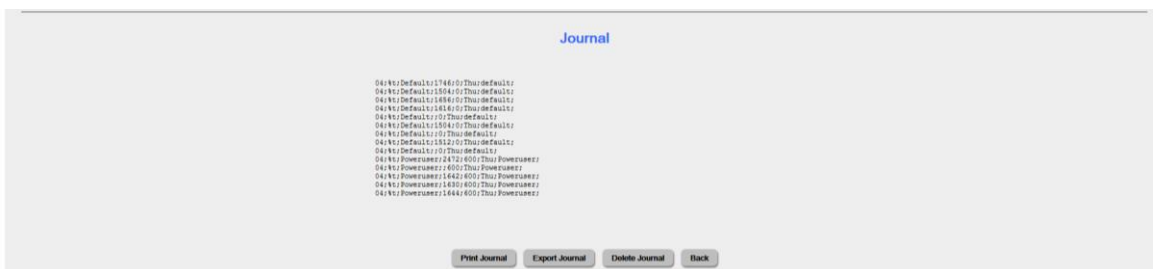 Journal
04;%t;Default;1746;0;Thu;default;
04;%t;Default;1504;0;Thu;default;
04;%t;Default;1656;0;Thu;default;
04;%t;Default;1616;0;Thu;default;
04;%t;Default;;0;Thu;default;
04;%t;Default;1504;0;Thu;default;
04;%t;Default;;0;Thu;default;
04;%t;Default;1512;0;Thu;default;
04;%t;Default;;0;Thu;default;
04;%t;Poweruser;2472;600;Thu;Poweruser;
04;%t;Poweruser;;600;Thu;Poweruser;
04;%t;Poweruser;1642;600;Thu;Poweruser;
04;%t;Poweruser;1630;600;Thu;Poweruser;
04;%t;Poweruser;1644;600;Thu;Poweruser;
Print Journal Export Journal Delete Journal Back